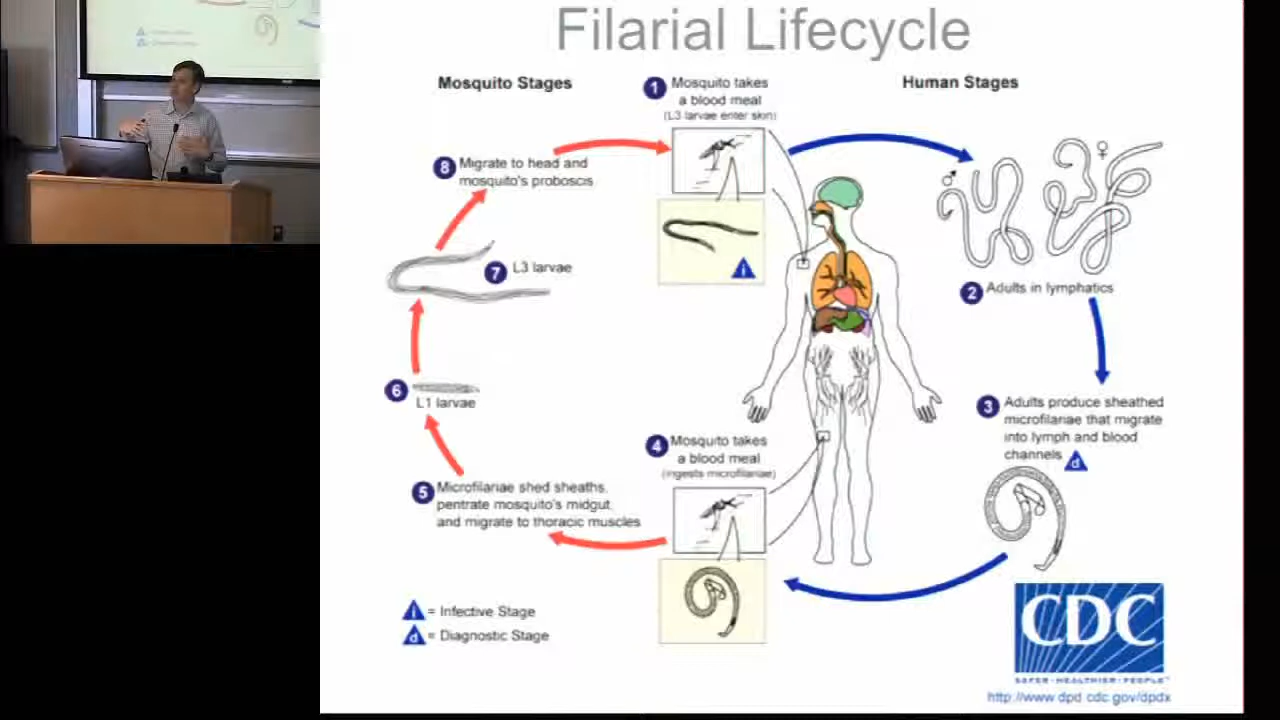 Filarial Lifecycle
Mosquito Stages
Human Stages
1
Mosquito takes
a blood meal
(L3 larvae enter skin)
8
Migrate to head and
mosquito's proboscis
♂
♀
7
L3 larvae
i
2
Adults in lymphatics
6
L1 larvae
3
Adults produce sheathed
microfilariae that migrate
into lymph and blood
channels
d
4
Mosquito takes
a blood meal
(ingests microfilariae)
5
Microfilariae shed sheaths,
pentrate mosquito's midgut,
and migrate to thoracic muscles
i = Infective Stage
d = Diagnostic Stage
CDC
SAFER • HEALTHIER • PEOPLE™
http://www.dpd.cdc.gov/dpdx